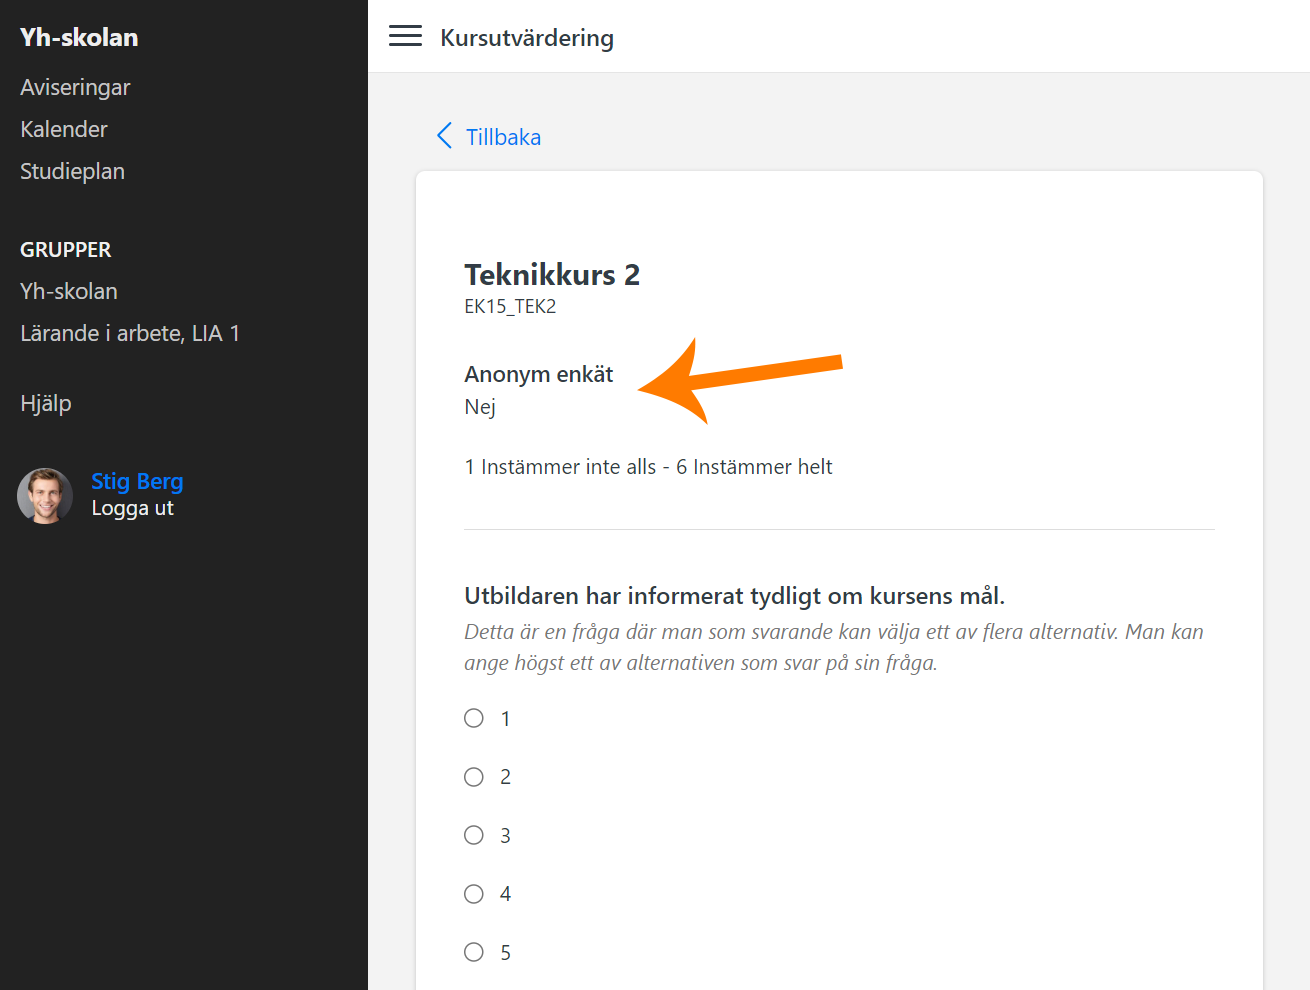 Yh-skolan
Aviseringar
Kalender
Studieplan
GRUPPER
Yh-skolan
Lärande i arbete, LIA 1
Hjälp
Stig Berg
Logga ut
Kursutvärdering
Tillbaka
Teknikkurs 2
EK15_TEK2
Anonym enkät
Nej
1 Instämmer inte alls - 6 Instämmer helt
Utbildaren har informerat tydligt om kursens mål.
Detta är en fråga där man som svarande kan välja ett av flera alternativ. Man kan
ange högst ett av alternativen som svar på sin fråga.
1
2
3
4
5